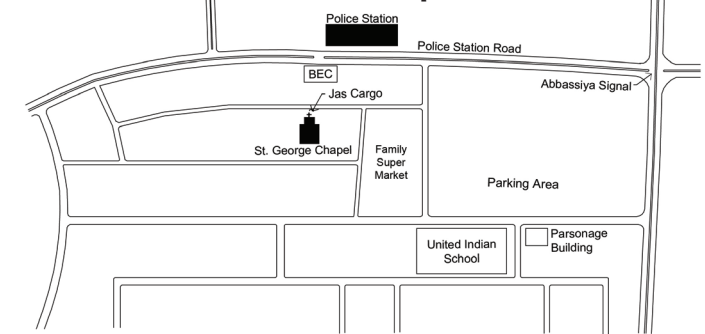 Police Station
Police Station Road
BEC
Abbassiya Signal
Jas Cargo
St. George Chapel
Family
Super
Market
Parking Area
United Indian
School
Parsonage
Building